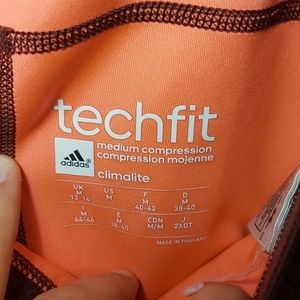 techfit
medium compression
compression mojenne
adidas®
climalite
UK US F D
M M M M
12-14 40-42 38-40
I E CDN J
M M M/M 2XOT
44-46 38-40
MADE IN THAILAND